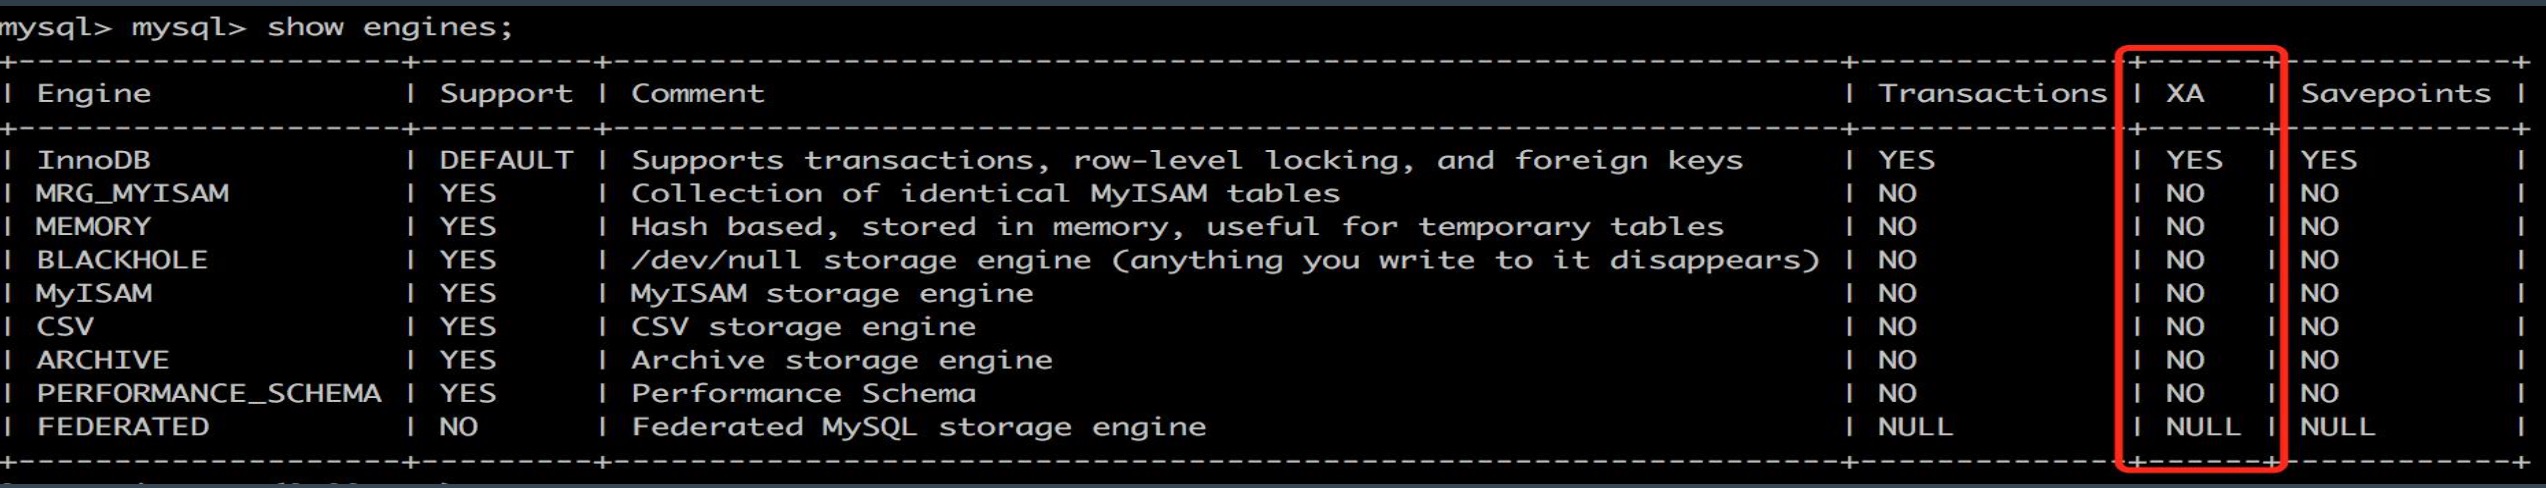 mysql> mysql> show engines;
+--------------------+---------+----------------------------------------------------------------+--------------+------+------------+
| Engine             | Support | Comment                                                        | Transactions | XA   | Savepoints |
+--------------------+---------+----------------------------------------------------------------+--------------+------+------------+
| InnoDB             | DEFAULT | Supports transactions, row-level locking, and foreign keys     | YES          | YES  | YES        |
| MRG_MYISAM         | YES     | Collection of identical MyISAM tables                          | NO           | NO   | NO         |
| MEMORY             | YES     | Hash based, stored in memory, useful for temporary tables      | NO           | NO   | NO         |
| BLACKHOLE          | YES     | /dev/null storage engine (anything you write to it disappears) | NO           | NO   | NO         |
| MyISAM             | YES     | MyISAM storage engine                                          | NO           | NO   | NO         |
| CSV                | YES     | CSV storage engine                                             | NO           | NO   | NO         |
| ARCHIVE            | YES     | Archive storage engine                                         | NO           | NO   | NO         |
| PERFORMANCE_SCHEMA | YES     | Performance Schema                                             | NO           | NO   | NO         |
| FEDERATED          | NO      | Federated MySQL storage engine                                 | NULL         | NULL | NULL       |
+--------------------+---------+----------------------------------------------------------------+--------------+------+------------+